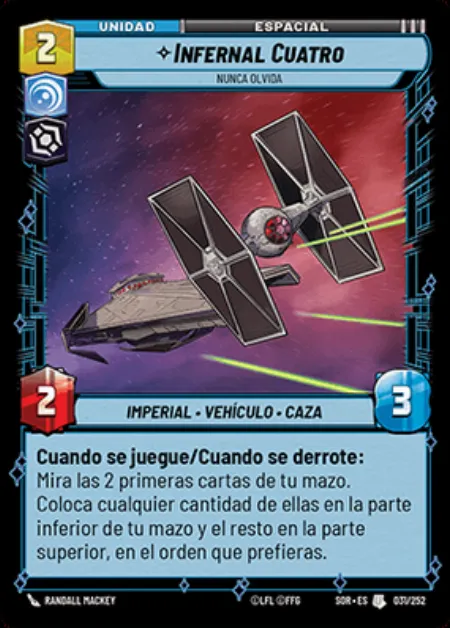 UNIDAD
ESPACIAL
2
INFERNAL CUATRO
NUNCA OLVIDA
2
IMPERIAL • VEHÍCULO • CAZA
3
Cuando se juegue/Cuando se derrote:
Mira las 2 primeras cartas de tu mazo.
Coloca cualquier cantidad de ellas en la parte
inferior de tu mazo y el resto en la parte
superior, en el orden que prefieras.
RANDALL MACKEY
©LFL ©FFG
SOR • ES
031/252